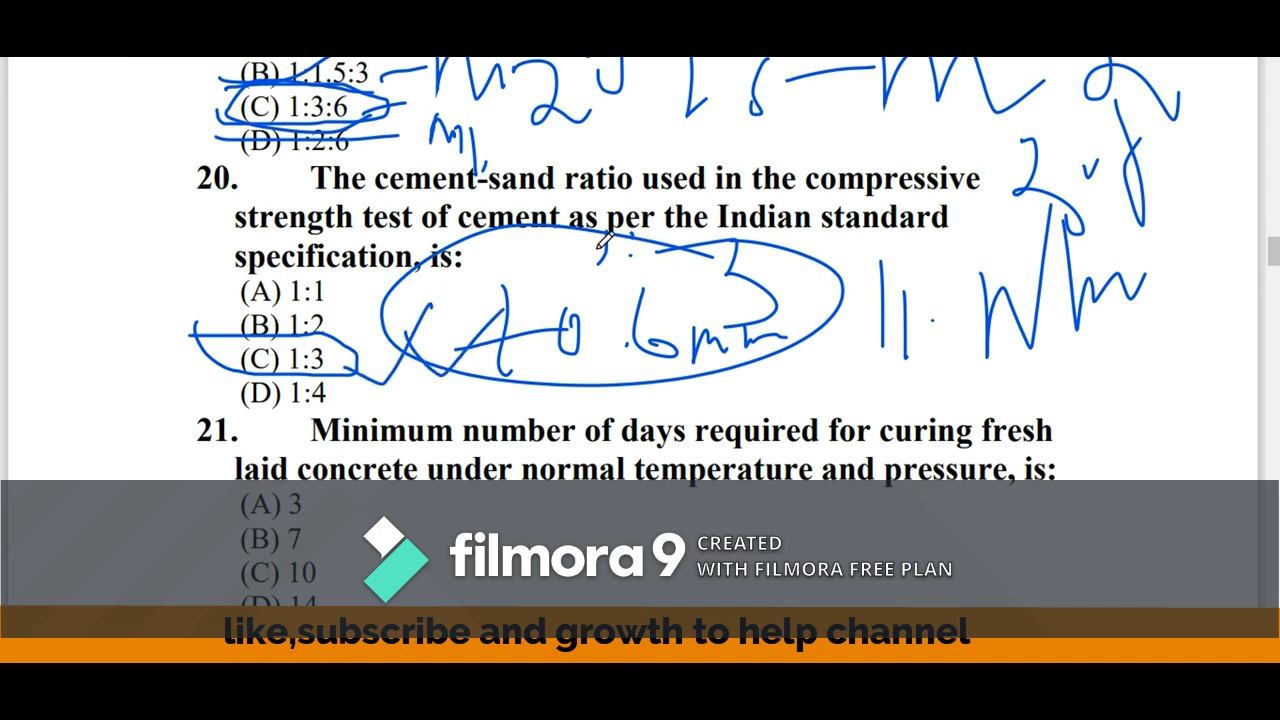 (B) 1:1.5:3
(C) 1:3:6
(D) 1:2:6
20. The cement-sand ratio used in the compressive
strength test of cement as per the Indian standard
specification, is:
(A) 1:1
(B) 1:2
(C) 1:3
(D) 1:4
21. Minimum number of days required for curing fresh
laid concrete under normal temperature and pressure, is:
(A) 3
(B) 7
(C) 10
(D) 14
filmora 9 CREATED
WITH FILMORA FREE PLAN
like,subscribe and growth to help channel